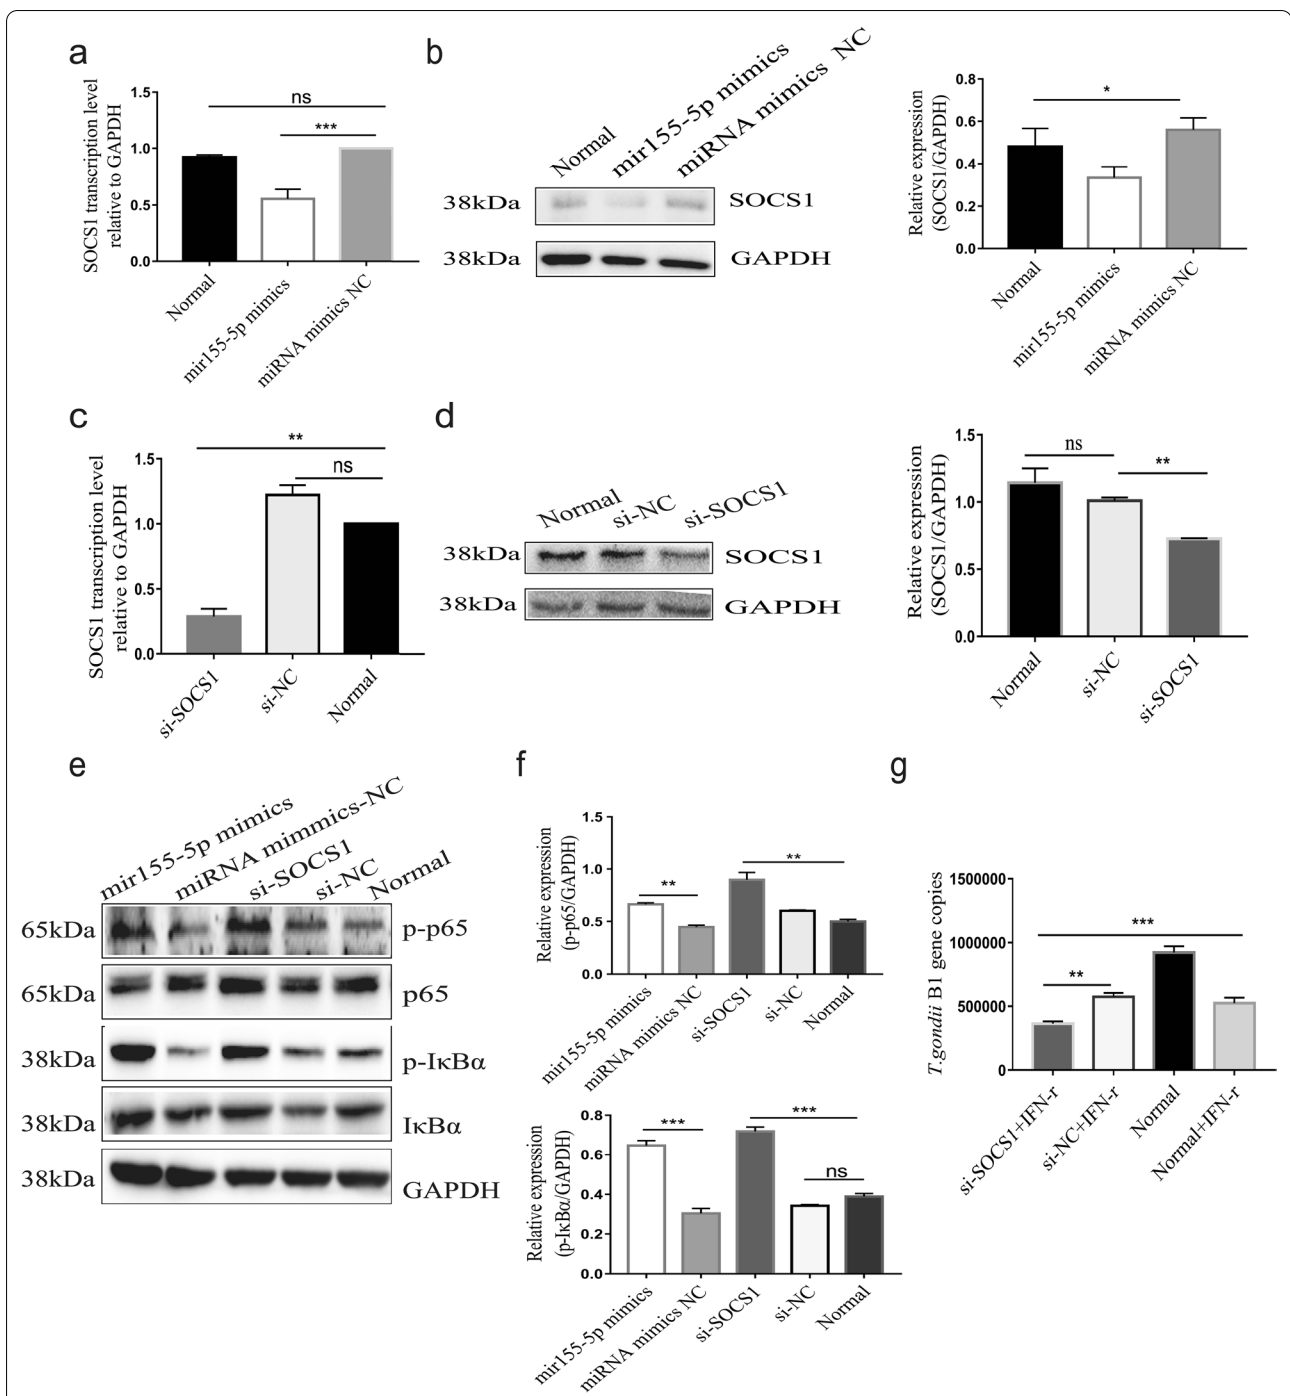 a
SOCS1 transcription level
relative to GAPDH
1.5
1.0
0.5
0.0
ns
***
Normal
mir155-5p mimics
miRNA mimics NC
b
Normal
mir155-5p mimics
miRNA mimics NC
38kDa
SOCS1
38kDa
GAPDH
Relative expression
(SOCS1/GAPDH)
0.8
0.6
0.4
0.2
0.0
*
Normal
mir155-5p mimics
miRNA mimics NC
c
SOCS1 transcription level
relative to GAPDH
1.5
1.0
0.5
0.0
**
ns
si-SOCS1
si-NC
Normal
d
Normal
si-NC
si-SOCS1
38kDa
SOCS1
38kDa
GAPDH
Relative expression
(SOCS1/GAPDH)
1.5
1.0
0.5
0.0
ns
**
Normal
si-NC
si-SOCS1
e
mir155-5p mimics
miRNA mimmics-NC
si-SOCS1
si-NC
Normal
65kDa
p-p65
65kDa
p65
38kDa
p-IκBα
38kDa
IκBα
38kDa
GAPDH
f
Relative expression
(p-p65/GAPDH)
1.5
1.0
0.5
0.0
**
**
mir155-5p mimics
miRNA mimics NC
si-SOCS1
si-NC
Normal
Relative expression
(p-IκBα/GAPDH)
0.8
0.6
0.4
0.2
0.0
***
***
ns
mir155-5p mimics
miRNA mimics NC
si-SOCS1
si-NC
Normal
g
T.gondii B1 gene copies
1500000
1000000
500000
0
***
**
si-SOCS1+IFN-r
si-NC+IFN-r
Normal
Normal+IFN-r